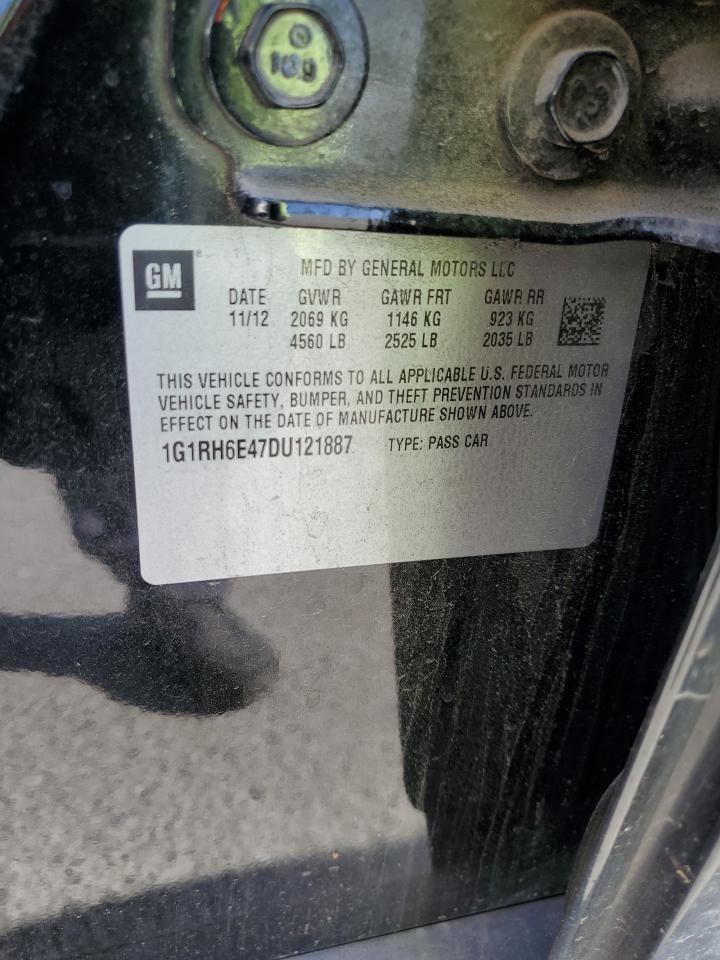 10.9
GM ®
MFD BY GENERAL MOTORS LLC
DATE GVWR GAWR FRT GAWR RR
11/12 2069 KG 1146 KG 923 KG
4560 LB 2525 LB 2035 LB
THIS VEHICLE CONFORMS TO ALL APPLICABLE U.S. FEDERAL MOTOR
VEHICLE SAFETY, BUMPER, AND THEFT PREVENTION STANDARDS IN
EFFECT ON THE DATE OF MANUFACTURE SHOWN ABOVE.
1G1RH6E47DU121887 TYPE: PASS CAR